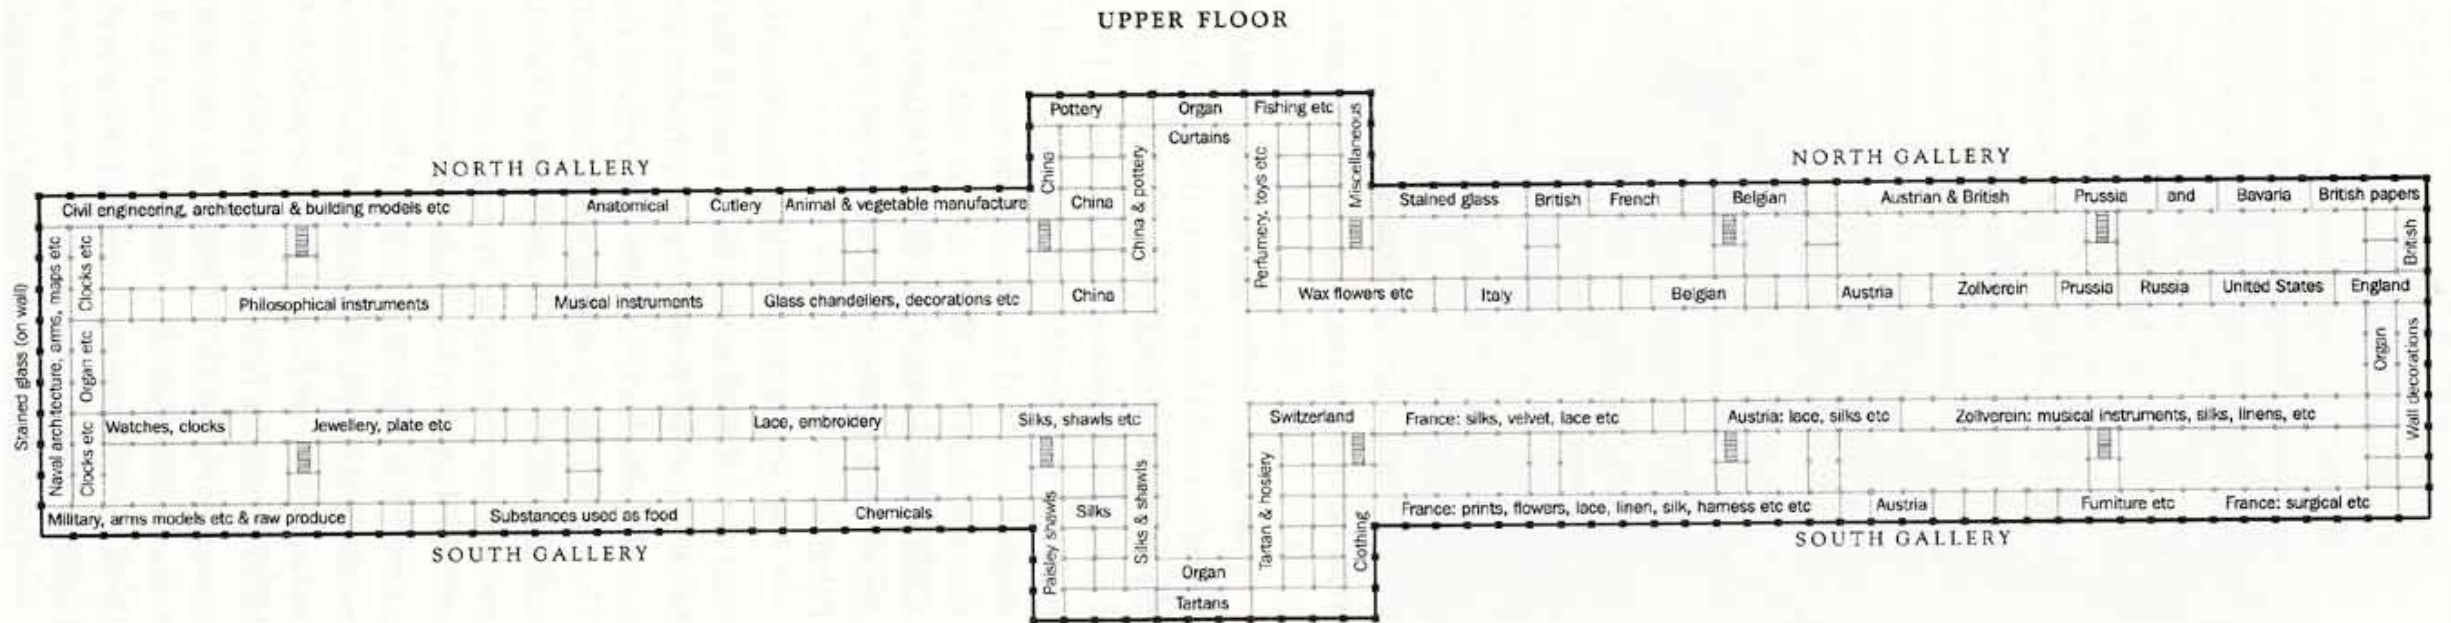 UPPER FLOOR
Pottery
Organ
Fishing etc
Curtains
China
China
China & pottery
China
Perfumery, toys etc
Miscellaneous
NORTH GALLERY
NORTH GALLERY
Civil engineering, architectural & building models etc
Anatomical
Cutlery
Animal & vegetable manufacture
Stained glass
British
French
Belgian
Austrian & British
Prussia
and
Bavaria
British papers
Stained glass (on wall)
Naval architecture, arms, maps etc
Clocks etc
Organ etc
Clocks etc
British
Philosophical instruments
Musical instruments
Glass chandeliers, decorations etc
Wax flowers etc
Italy
Belgian
Austria
Zollverein
Prussia
Russia
United States
England
Organ
Wall decorations
Watches, clocks
Jewellery, plate etc
Lace, embroidery
Silks, shawls etc
Switzerland
France: silks, velvet, lace etc
Austria: lace, silks etc
Zollverein: musical instruments, silks, linens, etc
Military, arms models etc & raw produce
Substances used as food
Chemicals
Paisley shawls
Silks
Silks & shawls
Tartan & hosiery
Clothing
France: prints, flowers, lace, linen, silk, harness etc etc
Austria
Furniture etc
France: surgical etc
SOUTH GALLERY
SOUTH GALLERY
Organ
Tartans